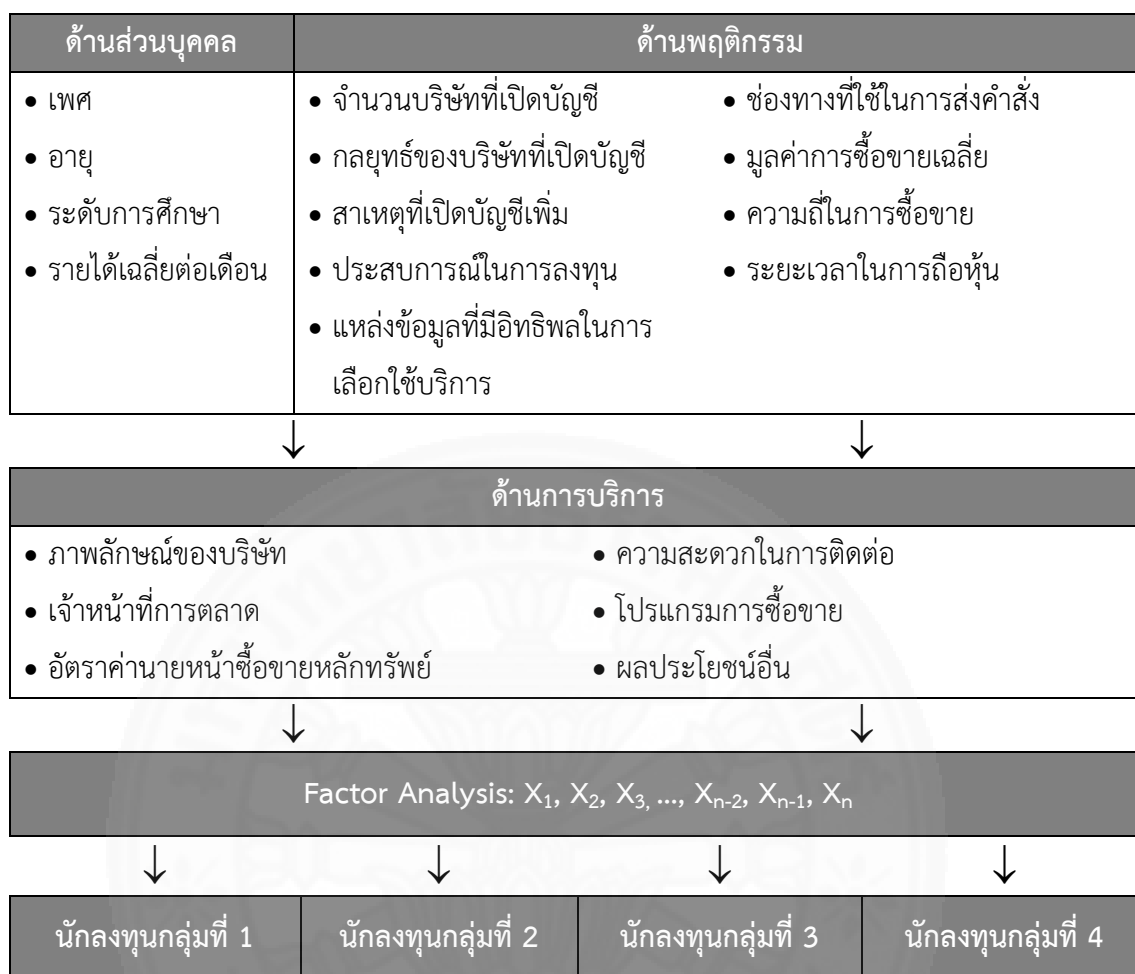 ด้านส่วนบุคคล
ด้านพฤติกรรม
• เพศ
• อายุ
• ระดับการศึกษา
• รายได้เฉลี่ยต่อเดือน
• จำนวนบริษัทที่เปิดบัญชี
• กลยุทธ์ของบริษัทที่เปิดบัญชี
• สาเหตุที่เปิดบัญชีเพิ่ม
• ประสบการณ์ในการลงทุน
• แหล่งข้อมูลที่มีอิทธิพลในการ
เลือกใช้บริการ
• ช่องทางที่ใช้ในการส่งคำสั่ง
• มูลค่าการซื้อขายเฉลี่ย
• ความถี่ในการซื้อขาย
• ระยะเวลาในการถือหุ้น
ด้านการบริการ
• ภาพลักษณ์ของบริษัท
• เจ้าหน้าที่การตลาด
• อัตราค่านายหน้าซื้อขายหลักทรัพย์
• ความสะดวกในการติดต่อ
• โปรแกรมการซื้อขาย
• ผลประโยชน์อื่น
Factor Analysis: X₁, X₂, X₃, ..., Xₙ₋₂, Xₙ₋₁, Xₙ
นักลงทุนกลุ่มที่ 1
นักลงทุนกลุ่มที่ 2
นักลงทุนกลุ่มที่ 3
นักลงทุนกลุ่มที่ 4